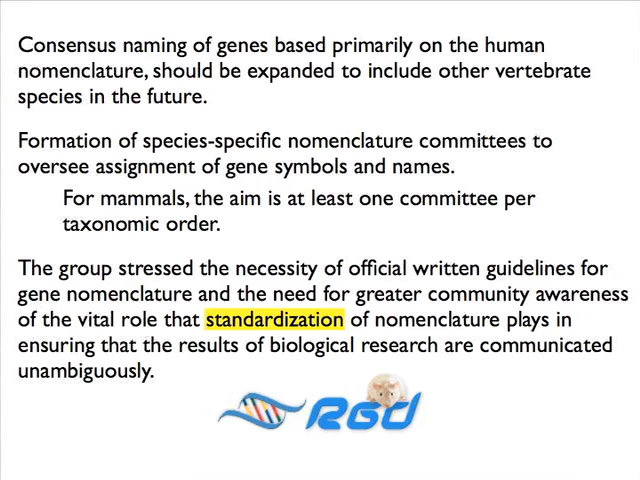 Consensus naming of genes based primarily on the human
nomenclature, should be expanded to include other vertebrate
species in the future.
Formation of species-specific nomenclature committees to
oversee assignment of gene symbols and names.
For mammals, the aim is at least one committee per
taxonomic order.
The group stressed the necessity of official written guidelines for
gene nomenclature and the need for greater community awareness
of the vital role that standardization of nomenclature plays in
ensuring that the results of biological research are communicated
unambiguously.
RGD